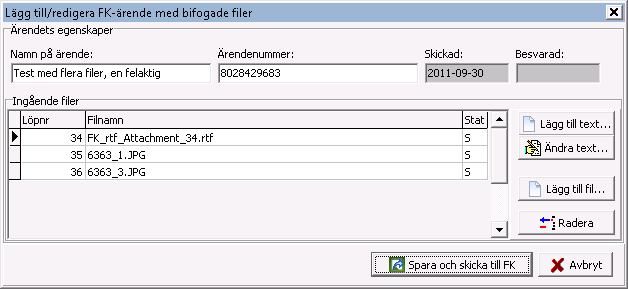 Lägg till/redigera FK-ärende med bifogade filer
Ärendets egenskaper
Namn på ärende: Ärendenummer: Skickad: Besvarad:
Test med flera filer, en felaktig 8028429683 2011-09-30
Ingående filer
Löpnr Filnamn Stat
34 FK_rtf_Attachment_34.rtf S
35 6363_1.JPG S
36 6363_3.JPG S
Lägg till text...
Ändra text...
Lägg till fil...
Radera
Spara och skicka till FK Avbryt